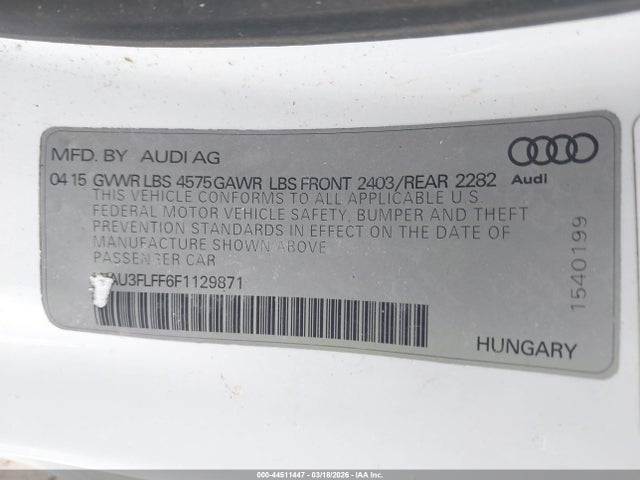 MFD. BY AUDI AG
04 15 GVWR LBS 4575 GAWR LBS FRONT 2403/REAR 2282
THIS VEHICLE CONFORMS TO ALL APPLICABLE U.S.
FEDERAL MOTOR VEHICLE SAFETY, BUMPER AND THEFT
PREVENTION STANDARDS IN EFFECT ON THE DATE OF
MANUFACTURE SHOWN ABOVE
PASSENGER CAR
AU3FLFF6F1129871
Audi
1540199
HUNGARY
000-44511447 | 03/18/2026 | IAA, Inc.